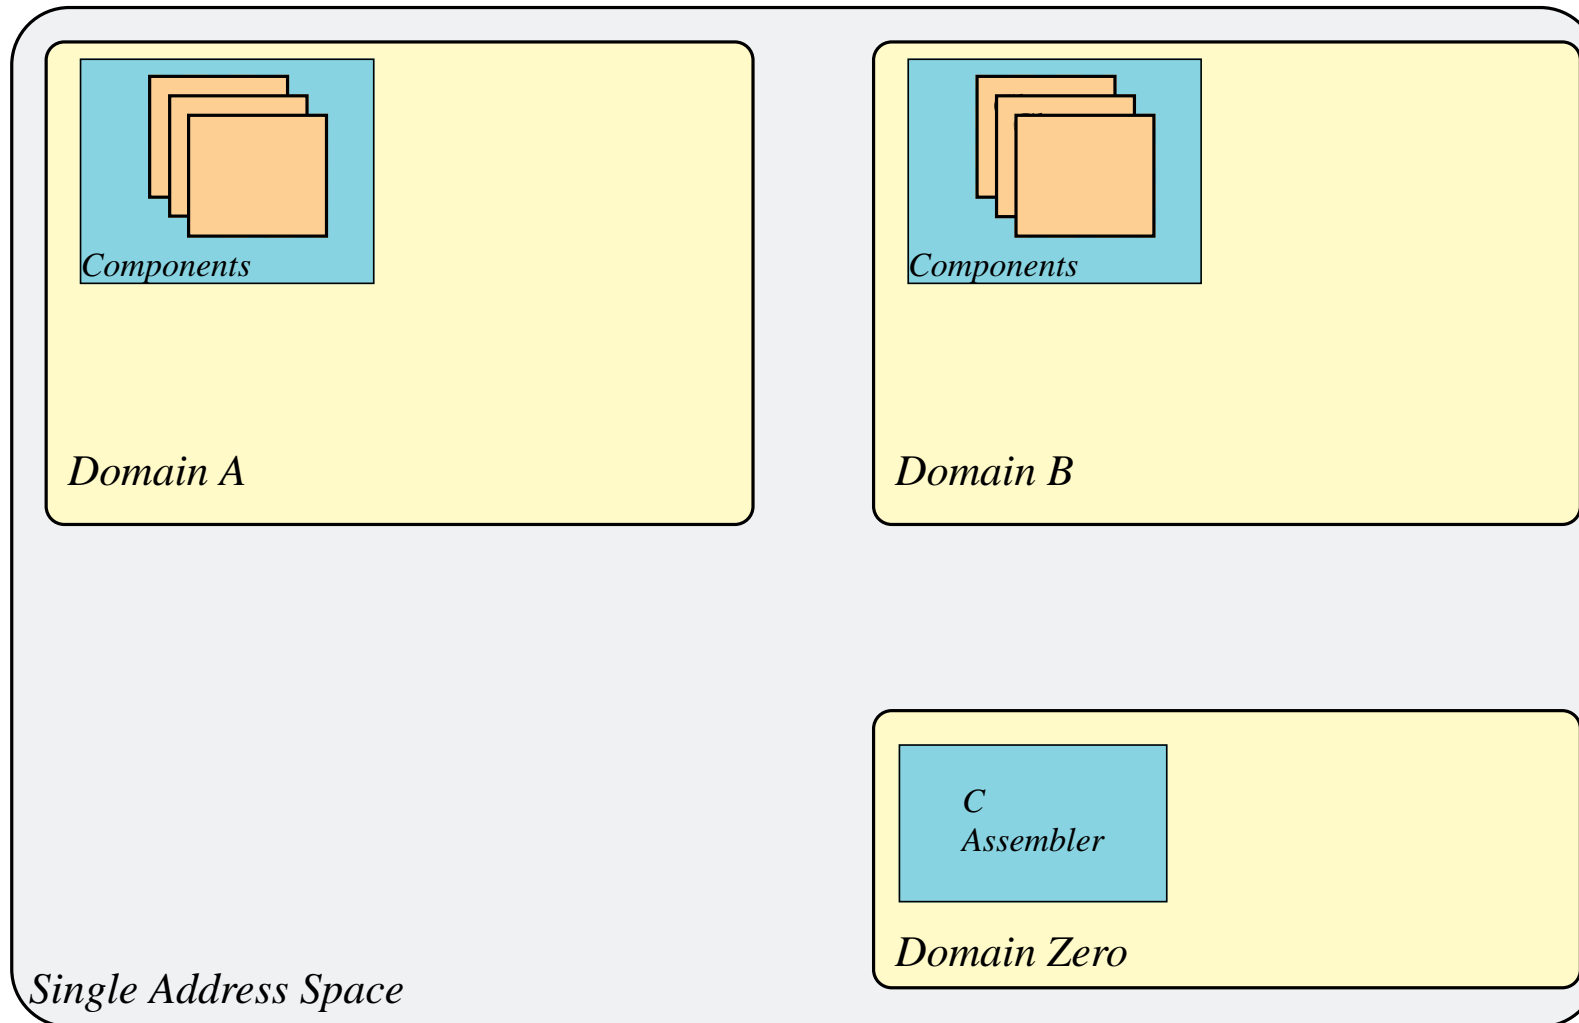 Components
Components
Domain A
Domain B
C
Assembler
Domain Zero
Single Address Space